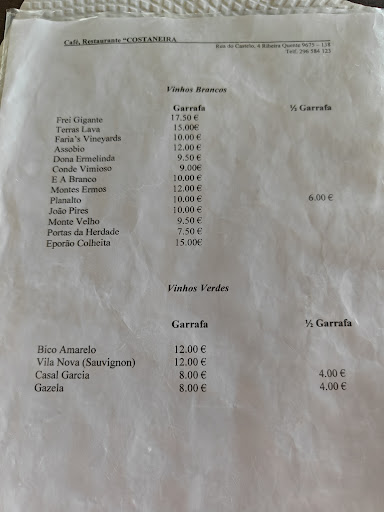 Café, Restaurante "COSTANEIRA
Rua do Castelo, 4 Ribeira Quente 9675 - 138
Telf: 296 584 123
Vinhos Brancos
Garrafa ½ Garrafa
Frei Gigante 17.50 €
Terras Lava 15.00€
Faria's Vineyards 10.00 €
Assobio 12.00 €
Dona Ermelinda 9.50 €
Conde Vimioso 9.00€
E A Branco 10.00 €
Montes Ermos 12.00 €
Planalto 10.00 € 6.00 €
João Pires 10.00 €
Monte Velho 9.50 €
Portas da Herdade 7.50 €
Eporão Colheita 15.00€
Vinhos Verdes
Garrafa ½ Garrafa
Bico Amarelo 12.00 €
Vila Nova (Sauvignon) 12.00 €
Casal Garcia 8.00 € 4.00 €
Gazela 8.00 € 4.00 €